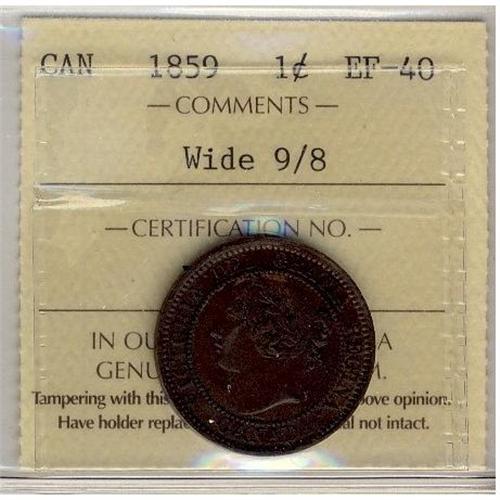 CAN 1859 1¢ EF-40
— COMMENTS —
Wide 9/8
— CERTIFICATION NO. —
IN OU A
GENU M.
Tampering with this ove opinion.
Have holder repla al not intact.